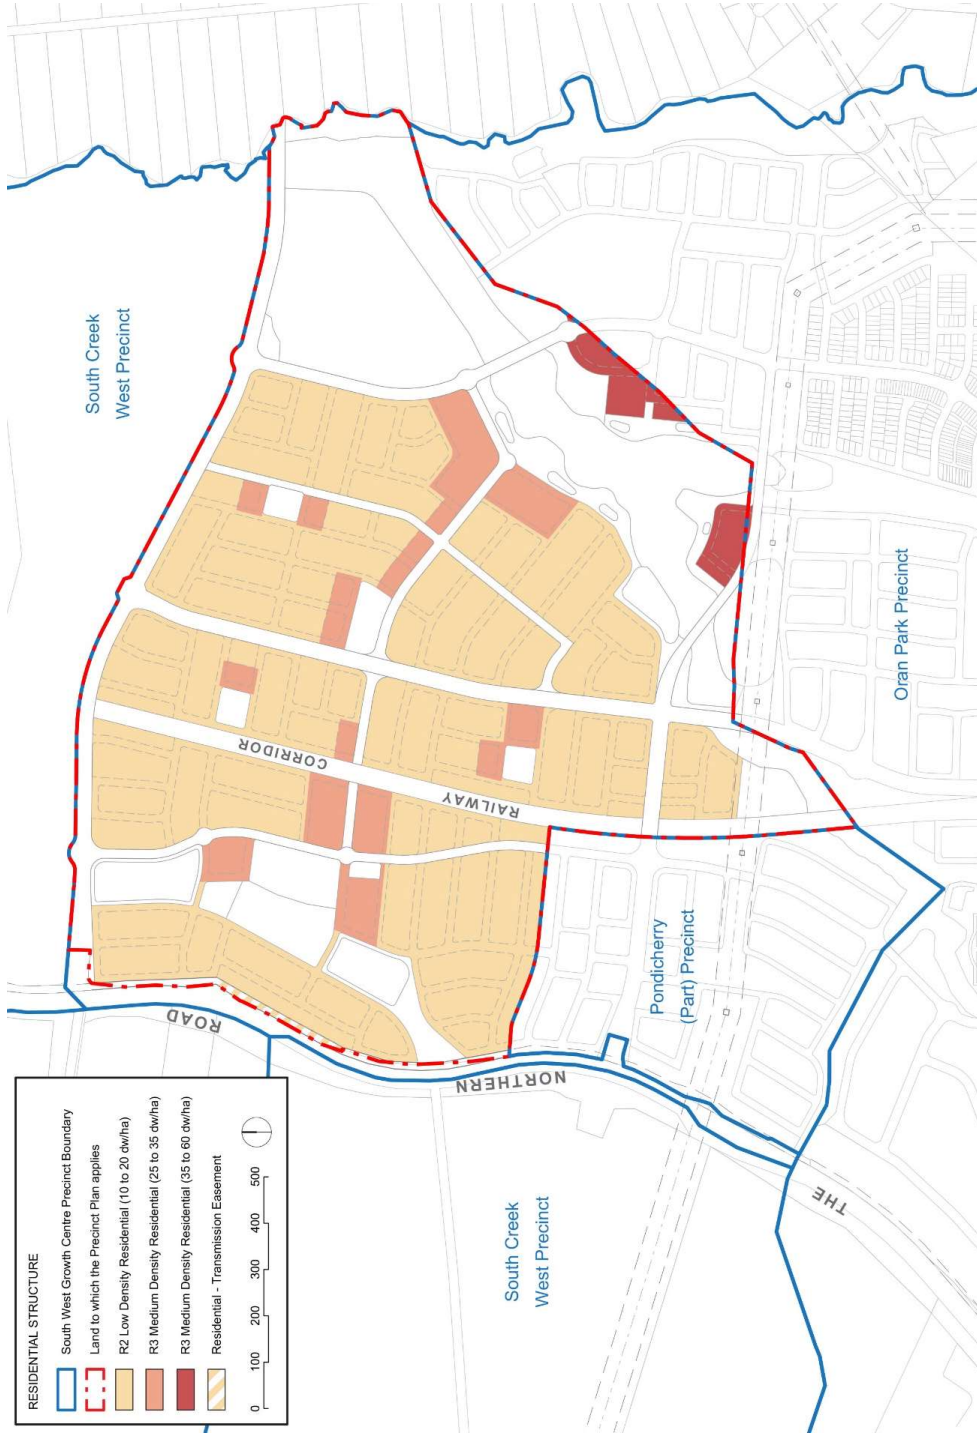 South Creek
West Precinct
CORRIDOR
RAILWAY
Oran Park Precinct
Pondicherry
(Part) Precinct
ROAD
NORTHERN
THE
South Creek
West Precinct
RESIDENTIAL STRUCTURE
South West Growth Centre Precinct Boundary
Land to which the Precinct Plan applies
R2 Low Density Residential (10 to 20 dw/ha)
R3 Medium Density Residential (25 to 35 dw/ha)
R3 Medium Density Residential (35 to 60 dw/ha)
Residential - Transmission Easement
0 100 200 300 400 500